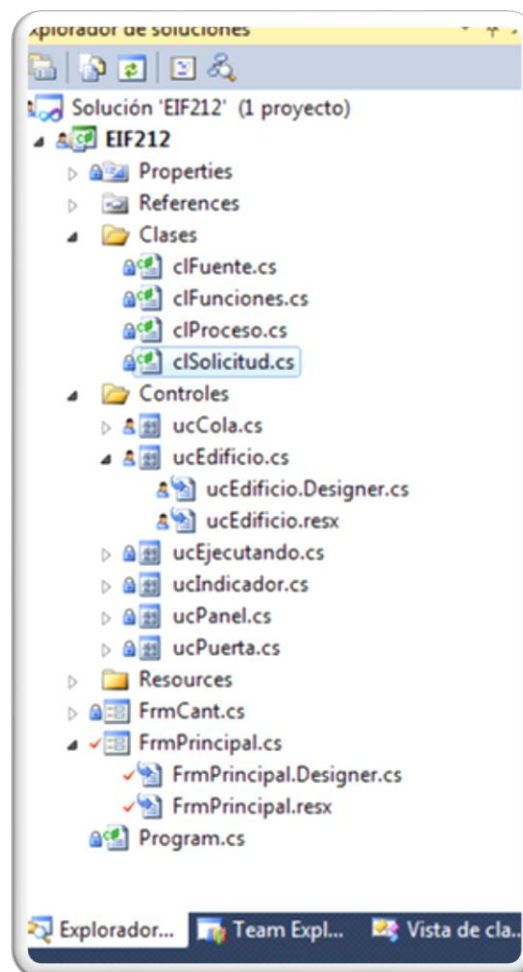 Explorador de soluciones
Solución 'EIF212' (1 proyecto)
EIF212
Properties
References
Clases
clFuente.cs
clFunciones.cs
clProceso.cs
clSolicitud.cs
Controles
ucCola.cs
ucEdificio.cs
ucEdificio.Designer.cs
ucEdificio.resx
ucEjecutando.cs
ucIndicador.cs
ucPanel.cs
ucPuerta.cs
Resources
FrmCant.cs
FrmPrincipal.cs
FrmPrincipal.Designer.cs
FrmPrincipal.resx
Program.cs
Explorador... Team Expl... Vista de cla...